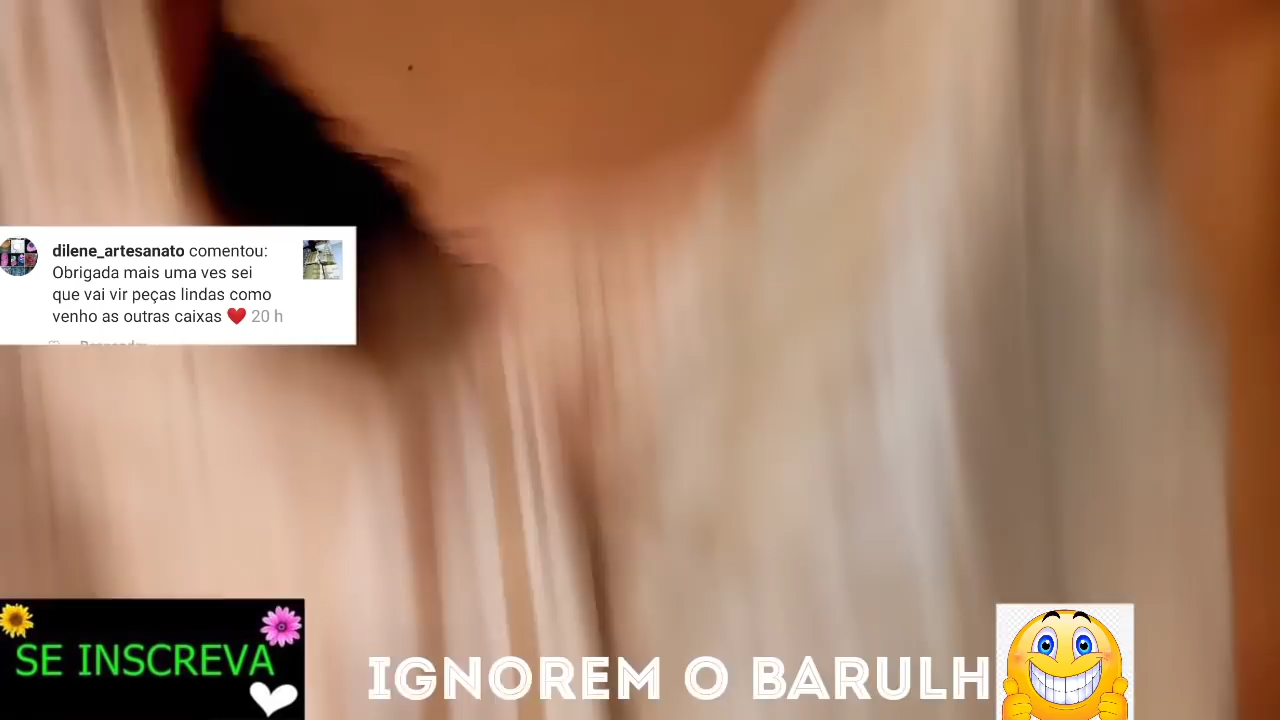 dilene_artesanato comentou:
Obrigada mais uma ves sei
que vai vir peças lindas como
venho as outras caixas ❤️ 20 h
SE INSCREVA
IGNOREM O BARULH